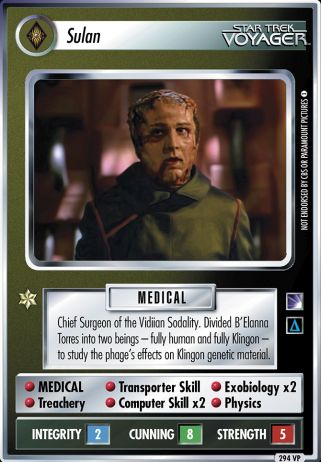 Sulan
STAR TREK
VOYAGER
NOT ENDORSED BY CBS OR PARAMOUNT PICTURES
MEDICAL
Chief Surgeon of the Vidiian Sodality. Divided B'Elanna
Torres into two beings – fully human and fully Klingon –
to study the phage's effects on Klingon genetic material.
MEDICAL Transporter Skill Exobiology x2
Treachery Computer Skill x2 Physics
INTEGRITY 2 CUNNING 8 STRENGTH 5
294 VP